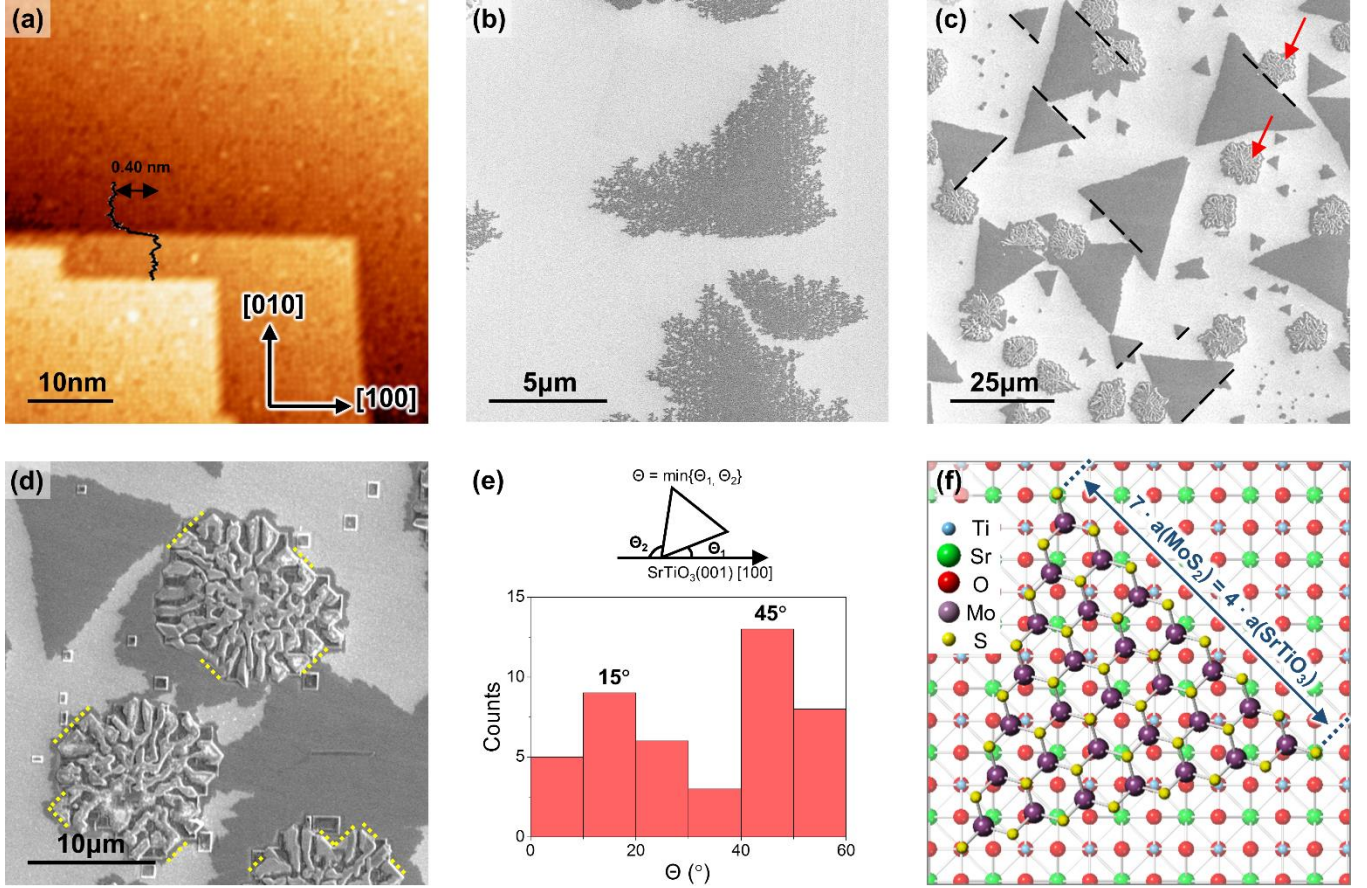 (a)
0.40 nm
[010]
[100]
10nm
(b)
5μm
(c)
25μm
(d)
10μm
(e)
Θ = min{Θ₁, Θ₂}
Θ₂
Θ₁
SrTiO₃(001) [100]
15
10
5
0
Counts
15°
45°
0
20
40
60
Θ (°)
(f)
Ti
Sr
O
Mo
S
7 · a(MoS₂) = 4 · a(SrTiO₃)